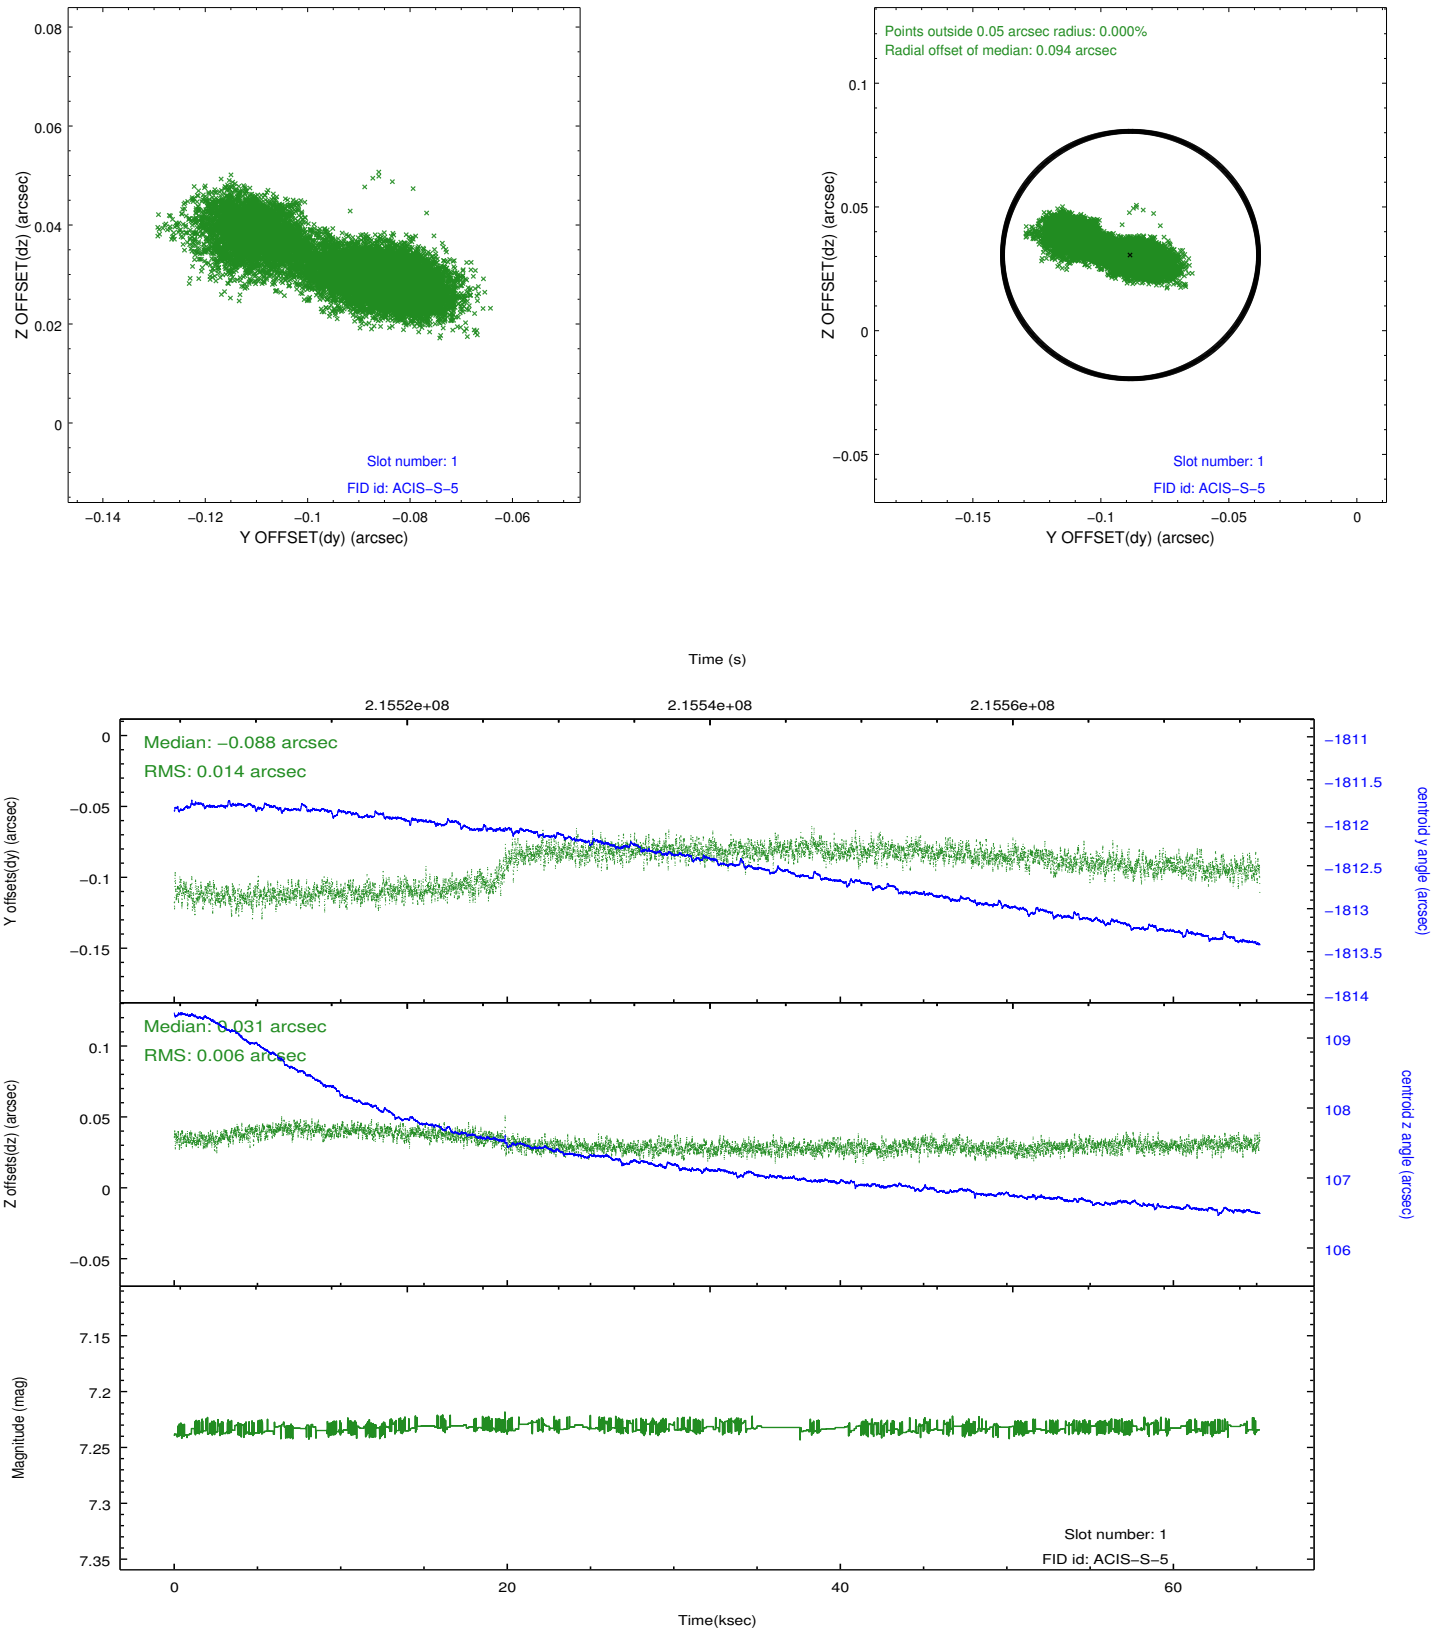 0.08
0.06
0.04
0.02
0
Z OFFSET(dz) (arcsec)
Slot number: 1
FID id: ACIS−S−5
−0.14 −0.12 −0.1 −0.08 −0.06
Y OFFSET(dy) (arcsec)
Points outside 0.05 arcsec radius: 0.000%
Radial offset of median: 0.094 arcsec
0.1
0.05
0
−0.05
Z OFFSET(dz) (arcsec)
Slot number: 1
FID id: ACIS−S−5
−0.15 −0.1 −0.05 0
Y OFFSET(dy) (arcsec)
Time (s)
2.1552e+08 2.1554e+08 2.1556e+08
Median: −0.088 arcsec
RMS: 0.014 arcsec
0
−0.05
−0.1
−0.15
Y offsets(dy) (arcsec)
−1811
−1811.5
−1812
−1812.5
−1813
−1813.5
−1814
centroid y angle (arcsec)
Median: 0.031 arcsec
RMS: 0.006 arcsec
0.1
0.05
0
−0.05
Z offsets(dz) (arcsec)
109
108
107
106
centroid z angle (arcsec)
7.15
7.2
7.25
7.3
7.35
Magnitude (mag)
Slot number: 1
FID id: ACIS−S−5
0 20 40 60
Time(ksec)